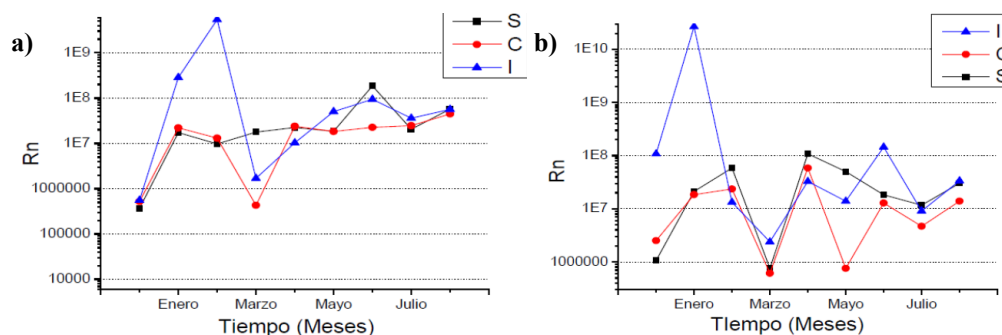 a)
S
C
I
1E9
1E8
1E7
1000000
100000
10000
Rn
Enero
Marzo
Mayo
Julio
Tiempo (Meses)
b)
I
C
S
1E10
1E9
1E8
1E7
1000000
Rn
Enero
Marzo
Mayo
Julio
TIempo (Meses)